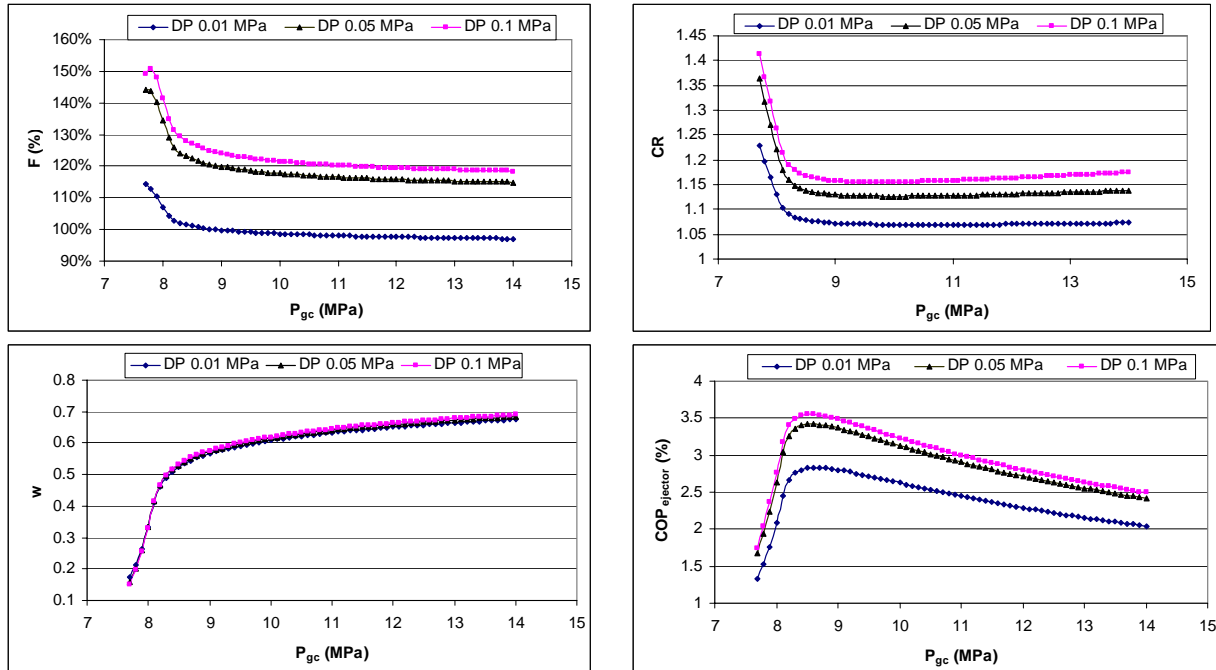 DP 0.01 MPa DP 0.05 MPa DP 0.1 MPa
160%
150%
140%
130%
120%
110%
100%
90%
F (%)
7 8 9 10 11 12 13 14 15
Pgc (MPa)
DP 0.01 MPa DP 0.05 MPa DP 0.1 MPa
1.45
1.4
1.35
1.3
1.25
1.2
1.15
1.1
1.05
1
CR
7 9 11 13 15
Pgc (MPa)
DP 0.01 MPa DP 0.05 MPa DP 0.1 MPa
0.8
0.7
0.6
0.5
0.4
0.3
0.2
0.1
w
7 8 9 10 11 12 13 14 15
Pgc (MPa)
DP 0.01 MPa DP 0.05 MPa DP 0.1 MPa
4
3.5
3
2.5
2
1.5
1
COP ejector (%)
7 8 9 10 11 12 13 14 15
Pgc (MPa)